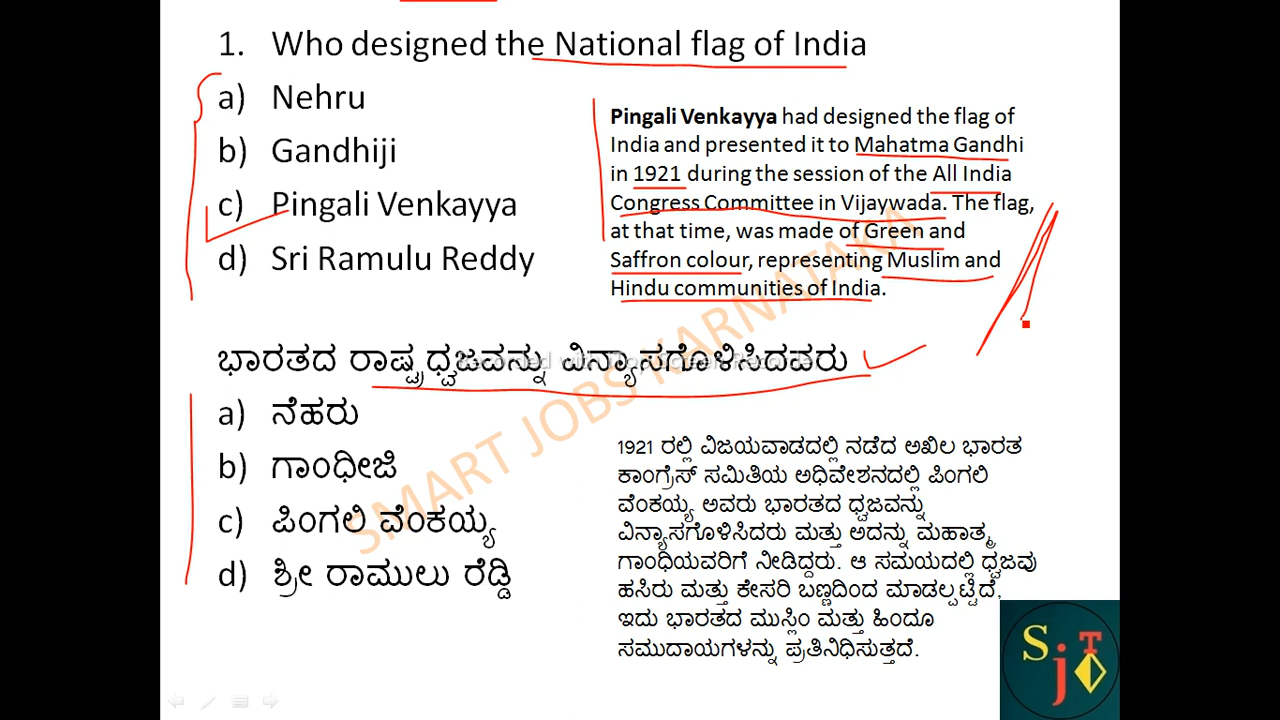 1. Who designed the National flag of India
a) Nehru
b) Gandhiji
c) Pingali Venkayya
d) Sri Ramulu Reddy
Pingali Venkayya had designed the flag of
India and presented it to Mahatma Gandhi
in 1921 during the session of the All India
Congress Committee in Vijaywada. The flag,
at that time, was made of Green and
Saffron colour, representing Muslim and
Hindu communities of India.
ಭಾರತದ ರಾಷ್ಟ್ರಧ್ವಜವನ್ನು ವಿನ್ಯಾಸಗೊಳಿಸಿದವರು
a) ನೆಹರು
b) ಗಾಂಧೀಜಿ
c) ಪಿಂಗಲಿ ವೆಂಕಯ್ಯ
d) ಶ್ರೀ ರಾಮುಲು ರೆಡ್ಡಿ
1921 ರಲ್ಲಿ ವಿಜಯವಾಡದಲ್ಲಿ ನಡೆದ ಅಖಿಲ ಭಾರತ
ಕಾಂಗ್ರೆಸ್ ಸಮಿತಿಯ ಅಧಿವೇಶನದಲ್ಲಿ ಪಿಂಗಲಿ
ವೆಂಕಯ್ಯ ಅವರು ಭಾರತದ ಧ್ವಜವನ್ನು
ವಿನ್ಯಾಸಗೊಳಿಸಿದರು ಮತ್ತು ಅದನ್ನು ಮಹಾತ್ಮ
ಗಾಂಧಿಯವರಿಗೆ ನೀಡಿದ್ದರು. ಆ ಸಮಯದಲ್ಲಿ ಧ್ವಜವು
ಹಸಿರು ಮತ್ತು ಕೇಸರಿ ಬಣ್ಣದಿಂದ ಮಾಡಲ್ಪಟ್ಟಿದೆ,
ಇದು ಭಾರತದ ಮುಸ್ಲಿಂ ಮತ್ತು ಹಿಂದೂ
ಸಮುದಾಯಗಳನ್ನು ಪ್ರತಿನಿಧಿಸುತ್ತದೆ.
SMART JOBS KARNATAKA
Recorded with Screen Recorder
S j T